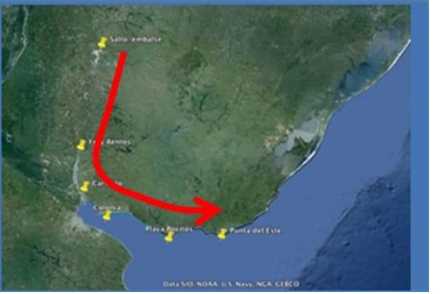 Salto-embalse
Fray Bentos
Colonia
Playa Pocitos
Punta del Este
Data SIO, NOAA, U.S. Navy, NGA, GEBCO